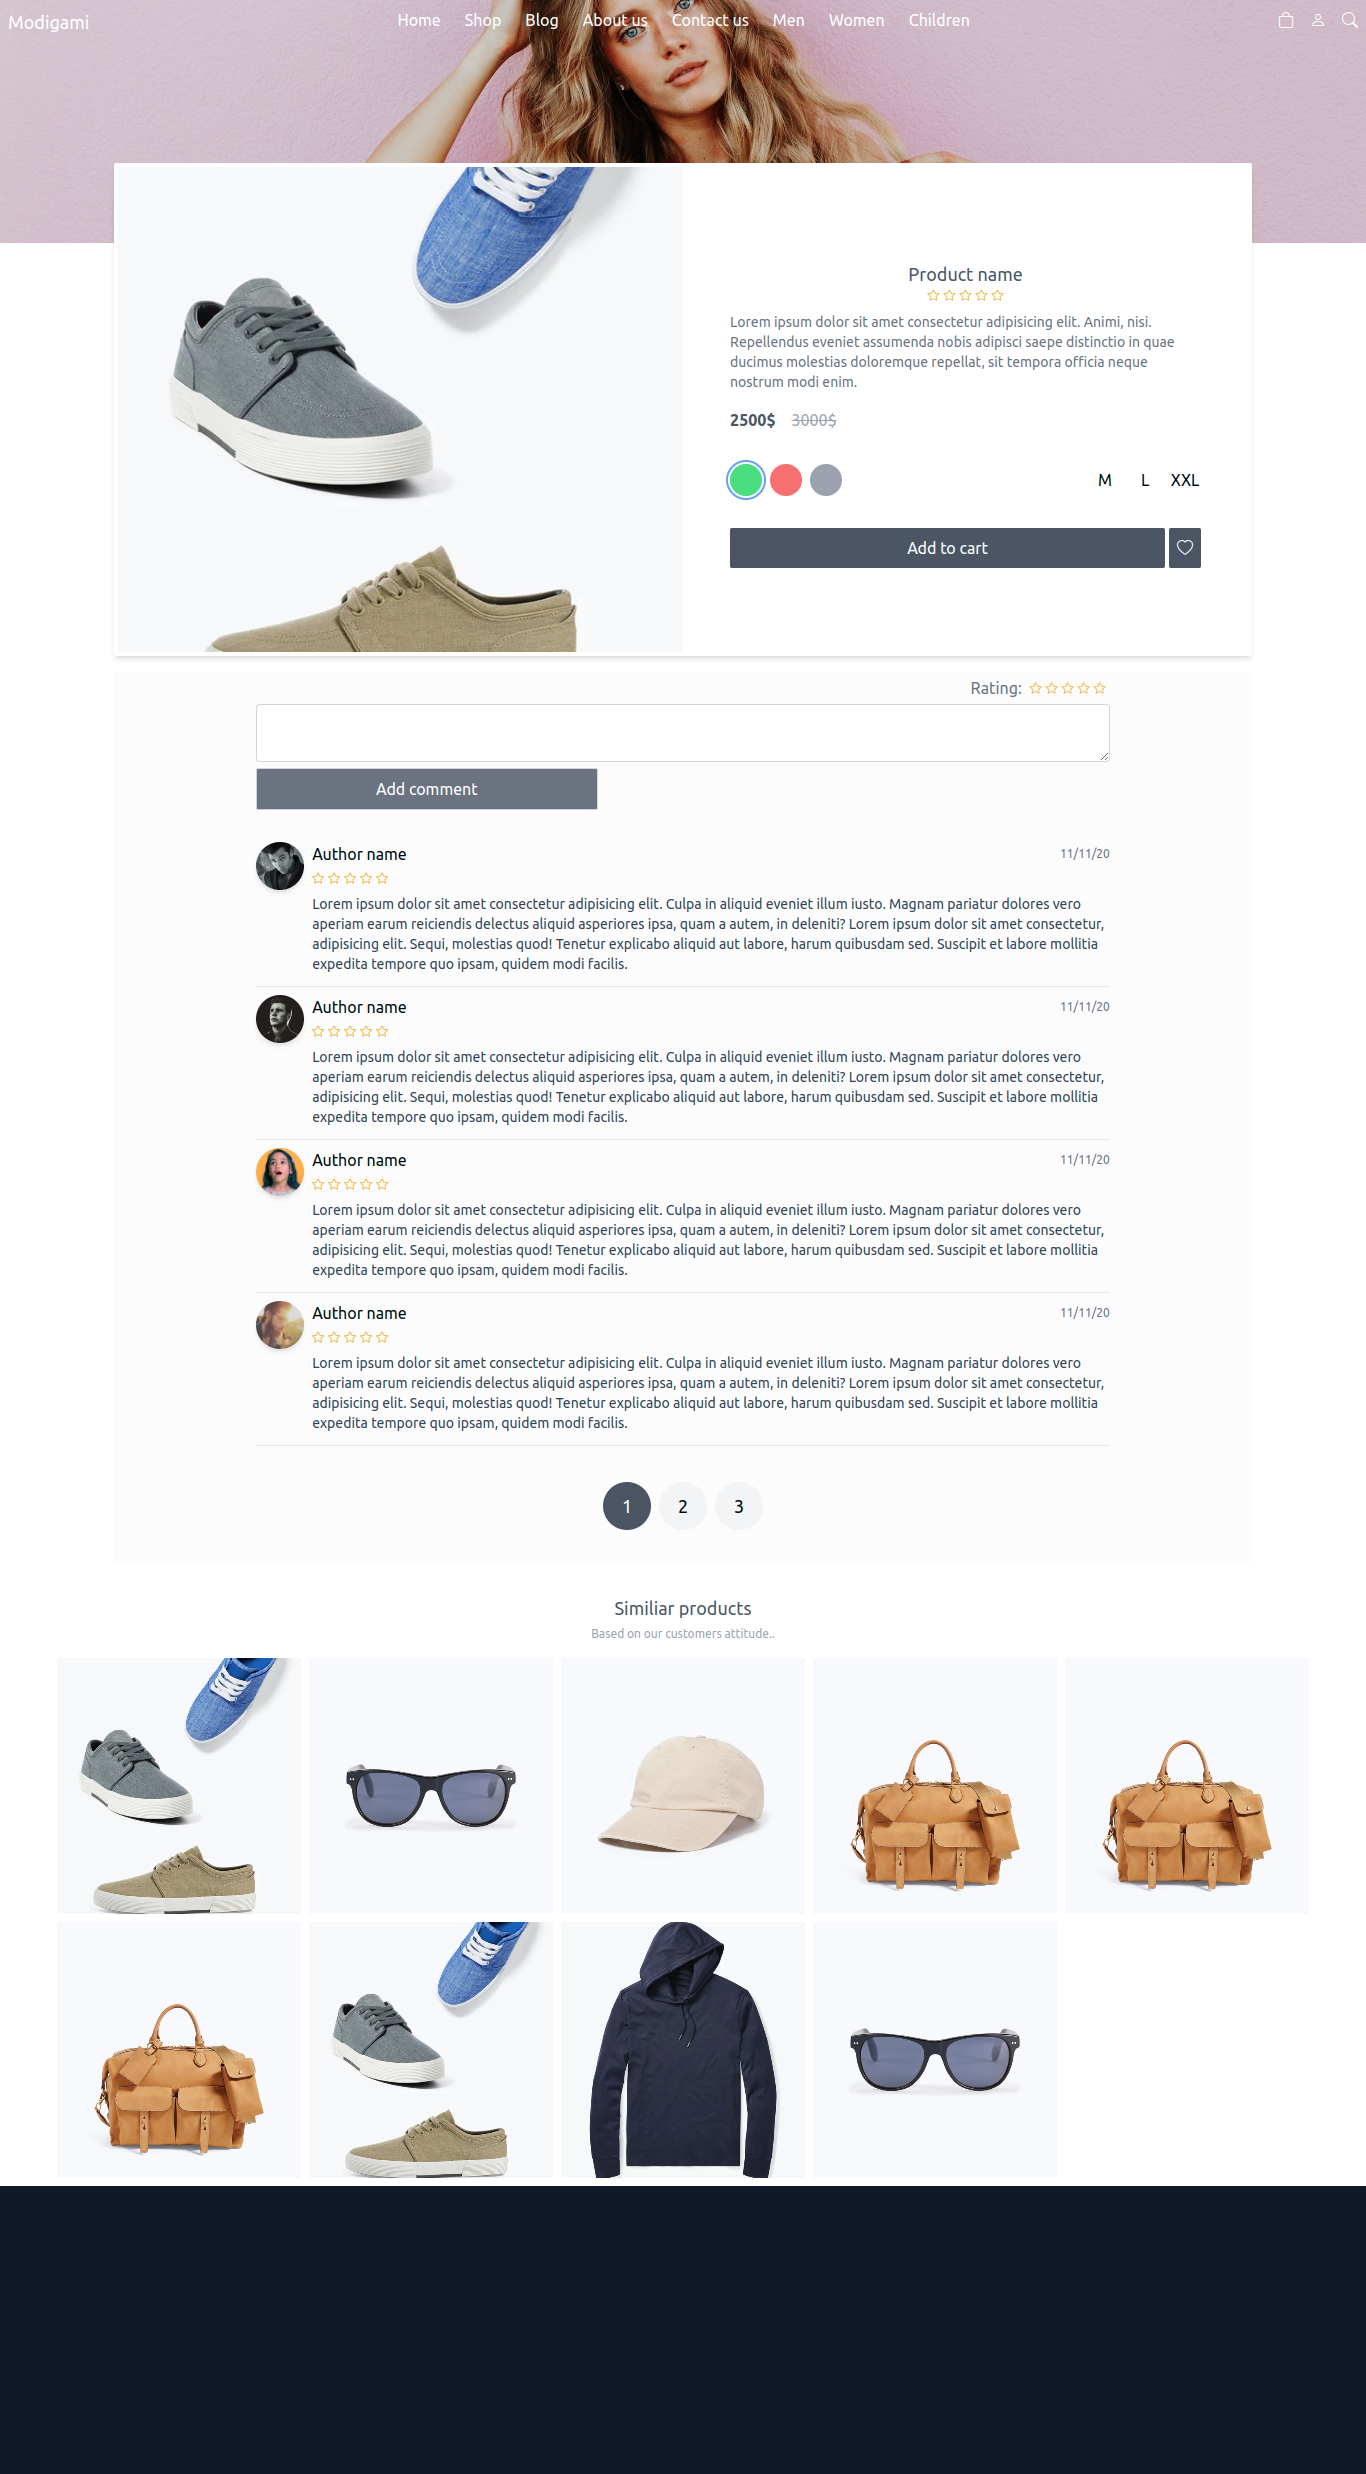 Modigami
Home Shop Blog About us Contact us Men Women Children
Product name
Lorem ipsum dolor sit amet consectetur adipisicing elit. Animi, nisi.
Repellendus eveniet assumenda nobis adipisci saepe distinctio in quae
ducimus molestias doloremque repellat, sit tempora officia neque
nostrum modi enim.
2500$ 3000$
M L XXL
Add to cart
Rating:
Add comment
Author name 11/11/20
Lorem ipsum dolor sit amet consectetur adipisicing elit. Culpa in aliquid eveniet illum iusto. Magnam pariatur dolores vero
aperiam earum reiciendis delectus aliquid asperiores ipsa, quam a autem, in deleniti? Lorem ipsum dolor sit amet consectetur,
adipisicing elit. Sequi, molestias quod! Tenetur explicabo aliquid aut labore, harum quibusdam sed. Suscipit et labore mollitia
expedita tempore quo ipsam, quidem modi facilis.
Author name 11/11/20
Lorem ipsum dolor sit amet consectetur adipisicing elit. Culpa in aliquid eveniet illum iusto. Magnam pariatur dolores vero
aperiam earum reiciendis delectus aliquid asperiores ipsa, quam a autem, in deleniti? Lorem ipsum dolor sit amet consectetur,
adipisicing elit. Sequi, molestias quod! Tenetur explicabo aliquid aut labore, harum quibusdam sed. Suscipit et labore mollitia
expedita tempore quo ipsam, quidem modi facilis.
Author name 11/11/20
Lorem ipsum dolor sit amet consectetur adipisicing elit. Culpa in aliquid eveniet illum iusto. Magnam pariatur dolores vero
aperiam earum reiciendis delectus aliquid asperiores ipsa, quam a autem, in deleniti? Lorem ipsum dolor sit amet consectetur,
adipisicing elit. Sequi, molestias quod! Tenetur explicabo aliquid aut labore, harum quibusdam sed. Suscipit et labore mollitia
expedita tempore quo ipsam, quidem modi facilis.
Author name 11/11/20
Lorem ipsum dolor sit amet consectetur adipisicing elit. Culpa in aliquid eveniet illum iusto. Magnam pariatur dolores vero
aperiam earum reiciendis delectus aliquid asperiores ipsa, quam a autem, in deleniti? Lorem ipsum dolor sit amet consectetur,
adipisicing elit. Sequi, molestias quod! Tenetur explicabo aliquid aut labore, harum quibusdam sed. Suscipit et labore mollitia
expedita tempore quo ipsam, quidem modi facilis.
1 2 3
Similiar products
Based on our customers attitude..